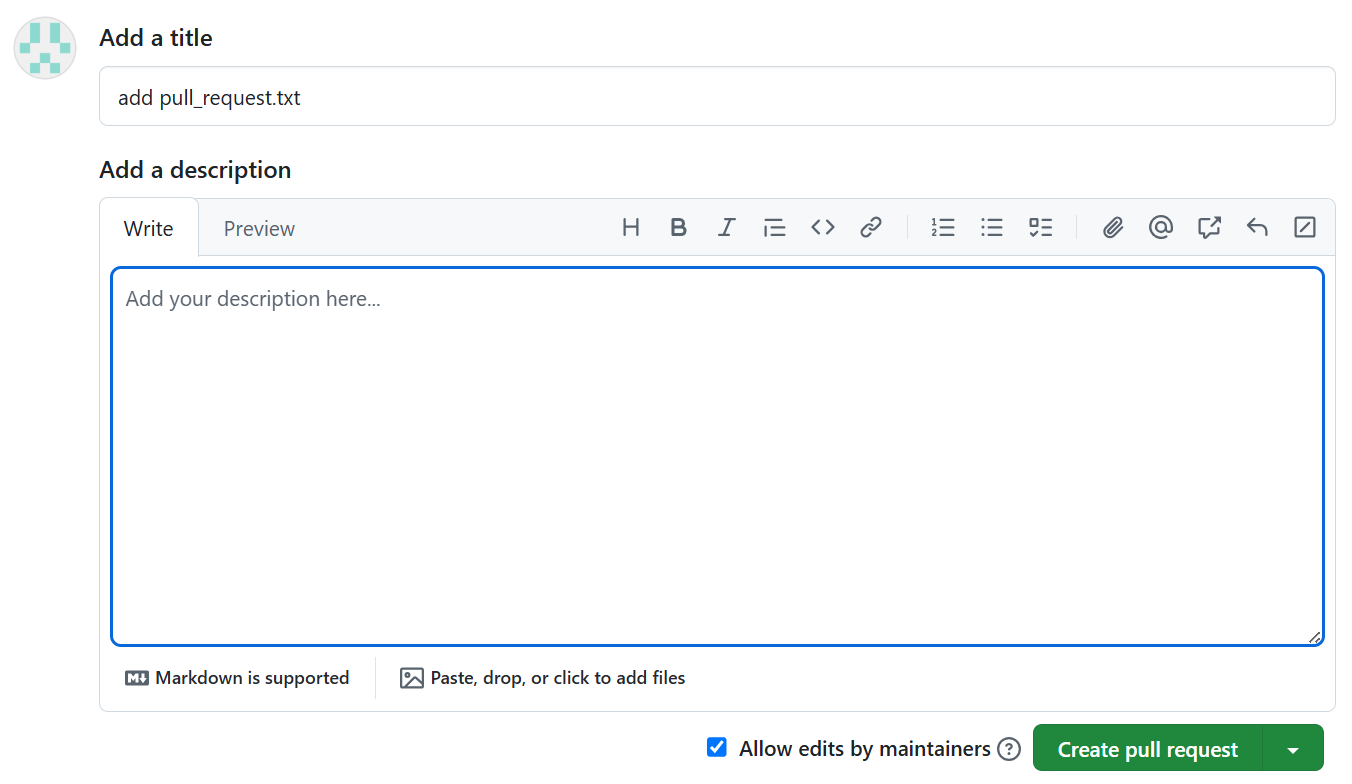 Add a title
add pull_request.txt
Add a description
Write Preview
Add your description here...
Markdown is supported Paste, drop, or click to add files
Allow edits by maintainers Create pull request